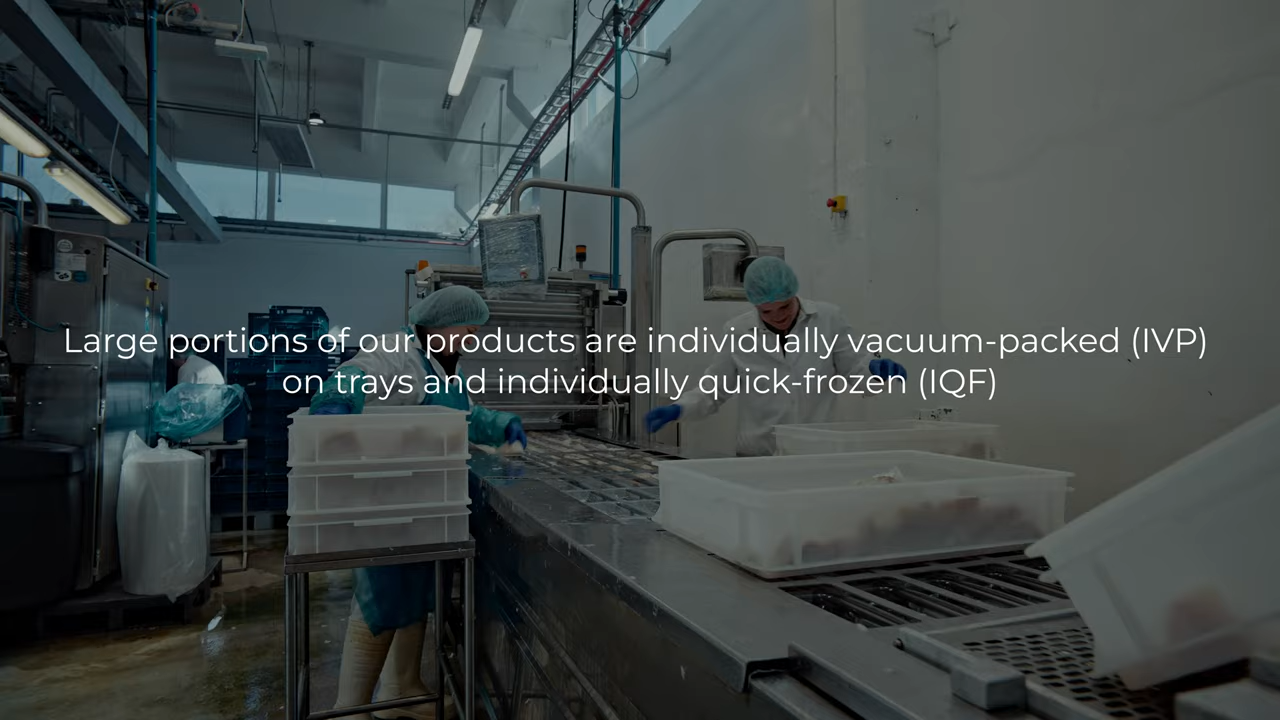 Large portions of our products are individually vacuum-packed (IVP)
on trays and individually quick-frozen (IQF)